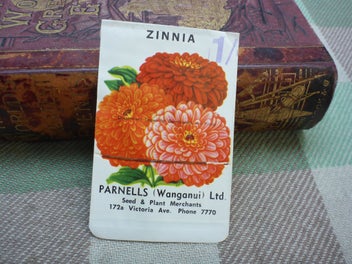 ZINNIA
1/
PARNELLS (Wanganui) Ltd.
Seed & Plant Merchants
172a Victoria Ave. Phone 7770